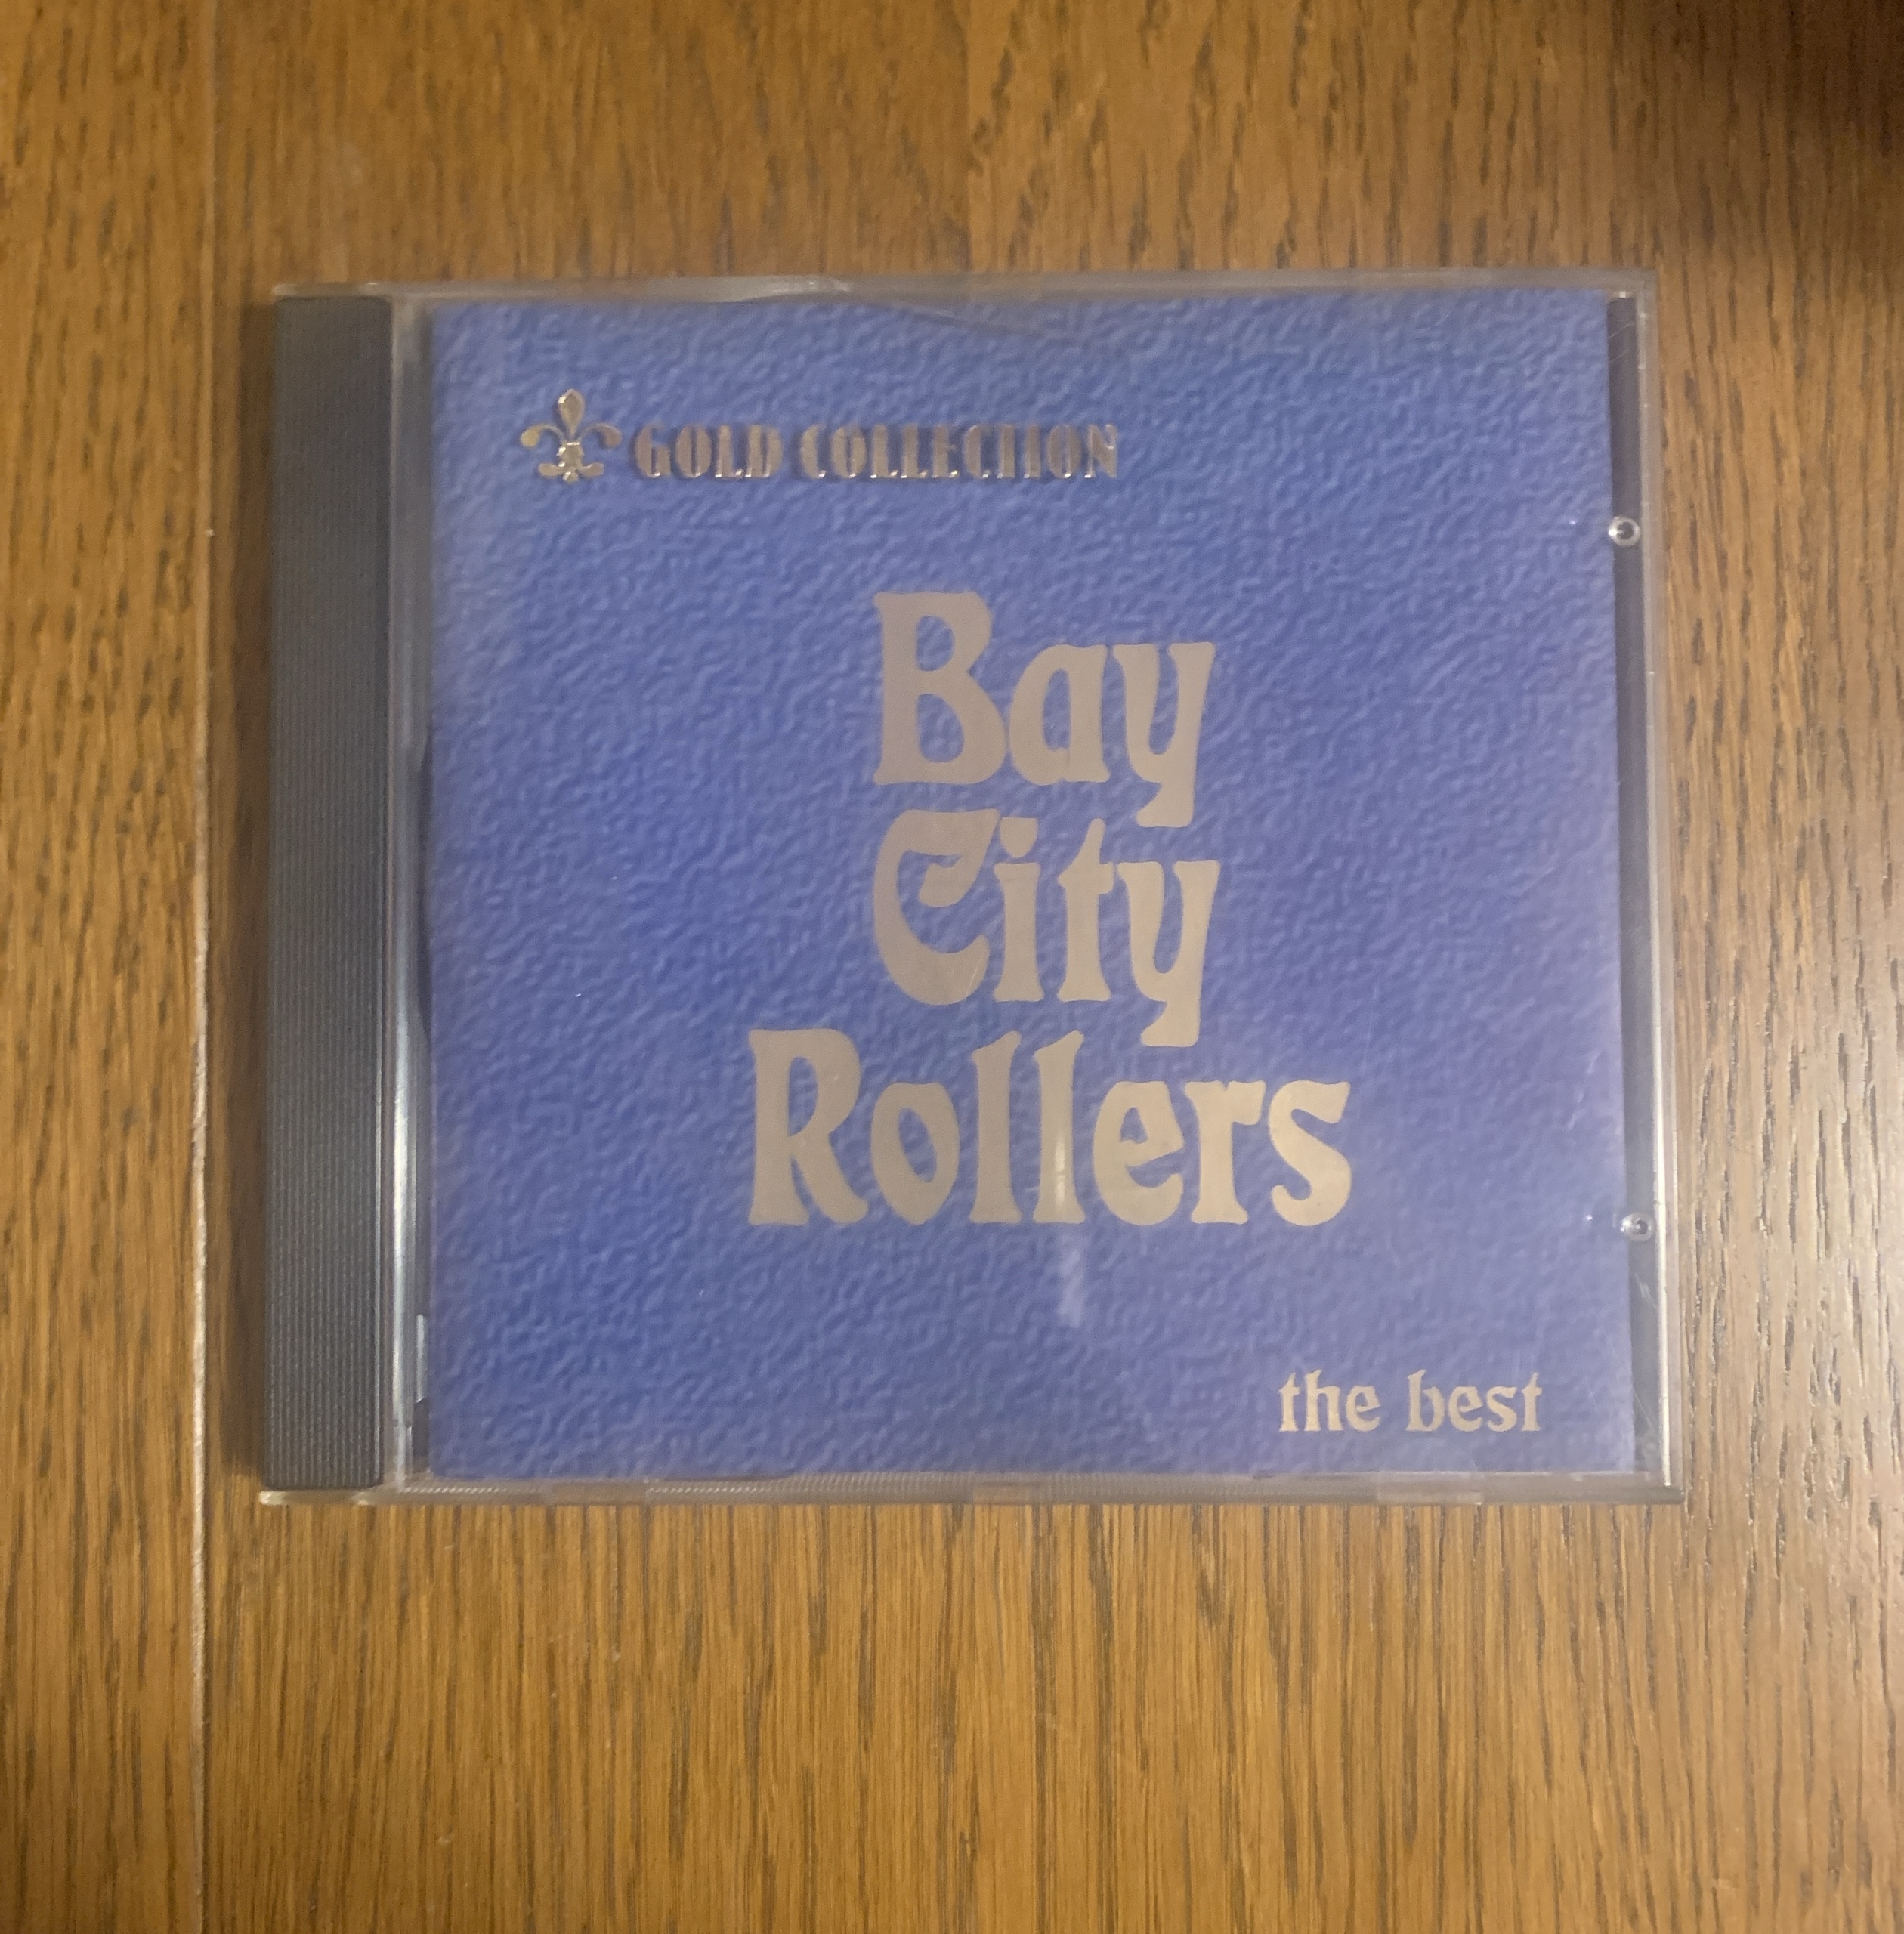 GOLD COLLECTION
Bay
City
Rollers
the best